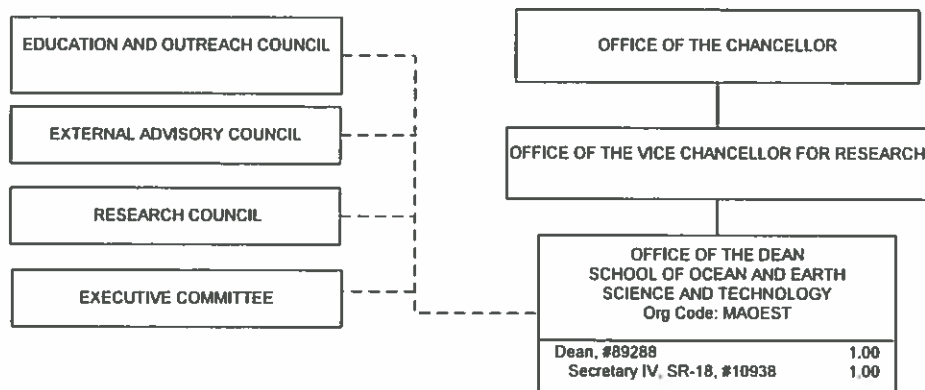 EDUCATION AND OUTREACH COUNCIL
EXTERNAL ADVISORY COUNCIL
RESEARCH COUNCIL
EXECUTIVE COMMITTEE
OFFICE OF THE CHANCELLOR
OFFICE OF THE VICE CHANCELLOR FOR RESEARCH
OFFICE OF THE DEAN
SCHOOL OF OCEAN AND EARTH
SCIENCE AND TECHNOLOGY
Org Code: MAOEST
Dean, #89288 1.00
Secretary IV, SR-18, #10938 1.00